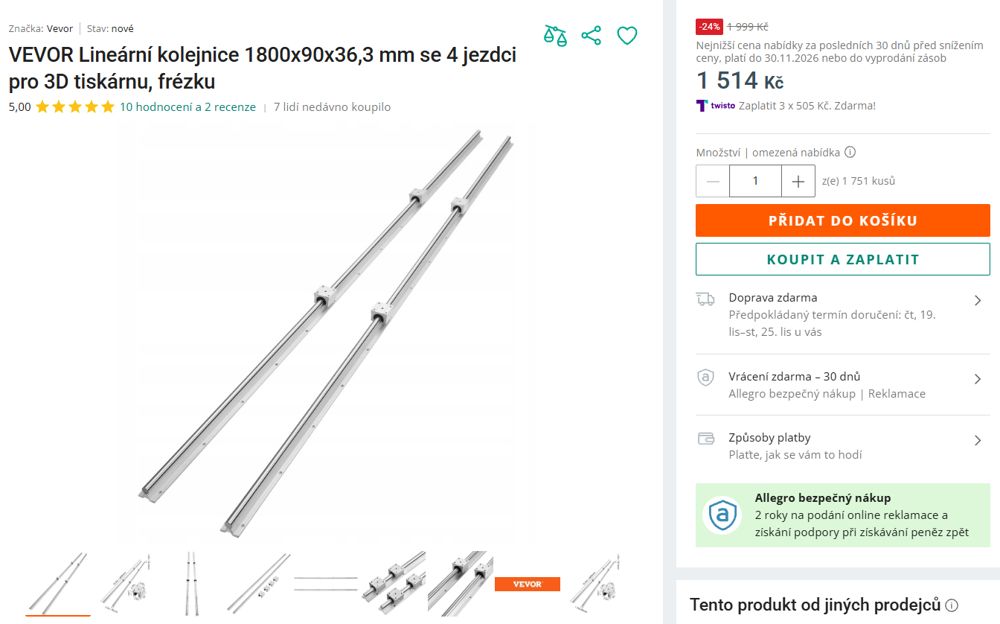 Značka: Vevor | Stav: nové
VEVOR Lineární kolejnice 1800x90x36,3 mm se 4 jezdci
pro 3D tiskárnu, frézku
5,00 10 hodnocení a 2 recenze | 7 lidí nedávno koupilo
VEVOR
-24% 1 999 Kč
Nejnižší cena nabídky za posledních 30 dnů před snížením
ceny, platí do 30.11.2026 nebo do vyprodání zásob
1 514 Kč
twisto Zaplatit 3 x 505 Kč. Zdarma!
Množství | omezená nabídka
1 z(e) 1 751 kusů
PŘIDAT DO KOŠÍKU
KOUPIT A ZAPLATIT
Doprava zdarma
Předpokládaný termín doručení: čt, 19.
lis–st, 25. lis u vás
Vrácení zdarma – 30 dnů
Allegro bezpečný nákup | Reklamace
Způsoby platby
Plaťte, jak se vám to hodí
Allegro bezpečný nákup
2 roky na podání online reklamace a
získání podpory při získávání peněz zpět
Tento produkt od jiných prodejců